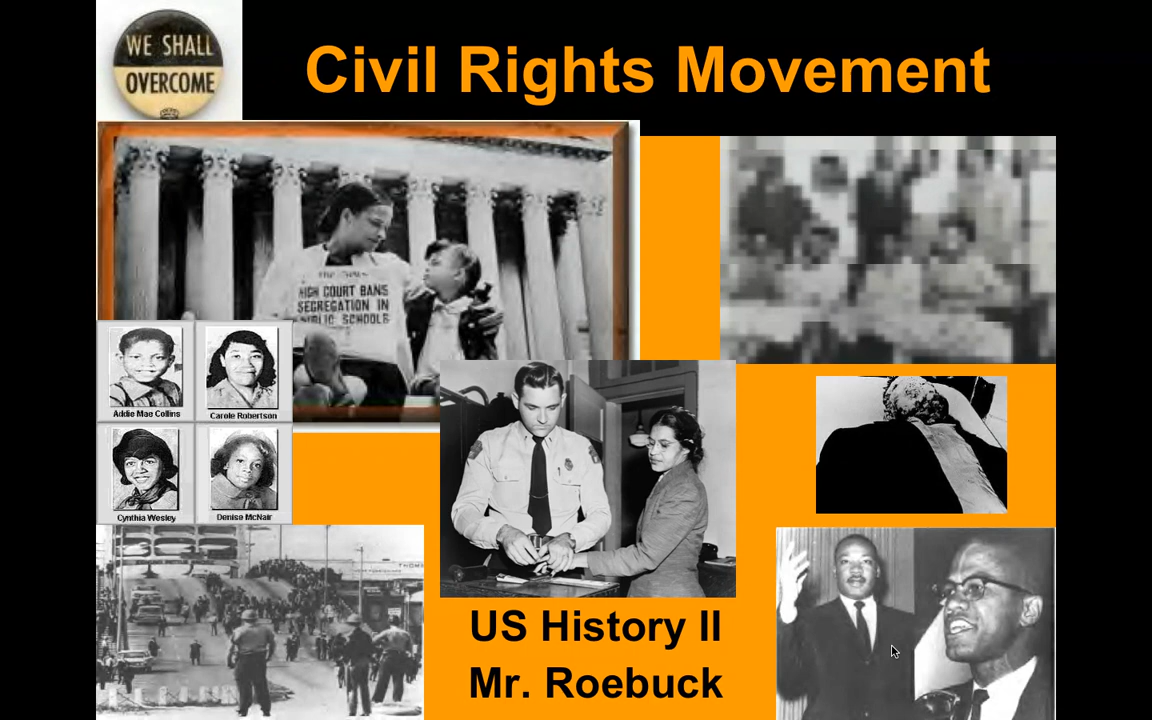 WE SHALL
OVERCOME
Civil Rights Movement
HIGH COURT BANS
SEGREGATION IN
PUBLIC SCHOOLS
Addie Mae Collins
Carole Robertson
Cynthia Wesley
Denise McNair
US History II
Mr. Roebuck